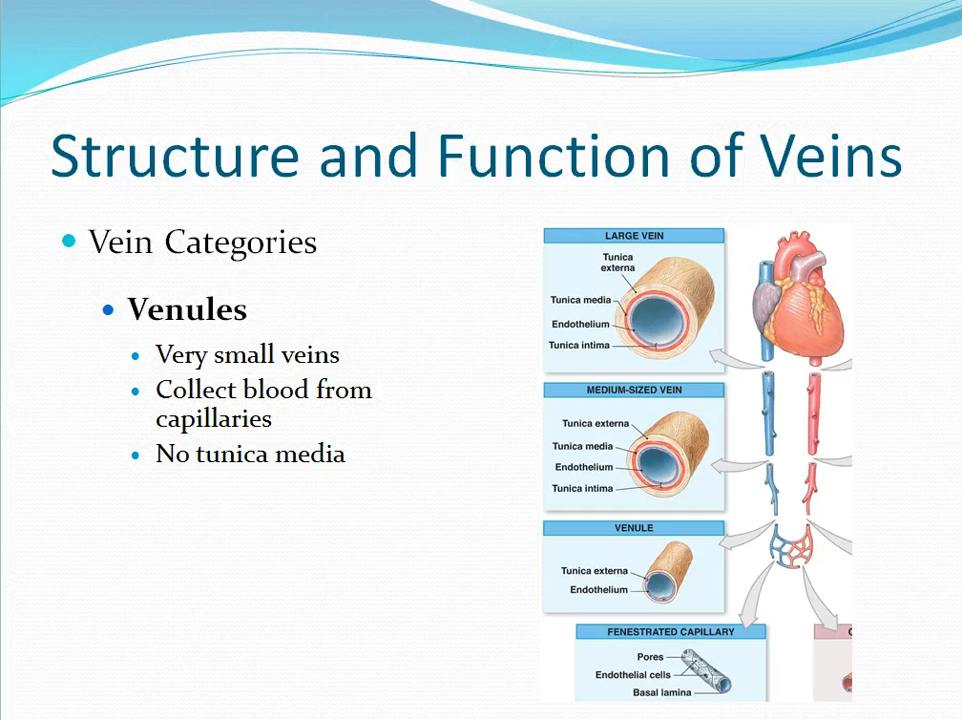 Structure and Function of Veins
Vein Categories
Venules
Very small veins
Collect blood from
capillaries
No tunica media
LARGE VEIN
Tunica
externa
Tunica media
Endothelium
Tunica intima
MEDIUM-SIZED VEIN
Tunica externa
Tunica media
Endothelium
Tunica intima
VENULE
Tunica externa
Endothelium
FENESTRATED CAPILLARY
Pores
Endothelial cells
Basal lamina